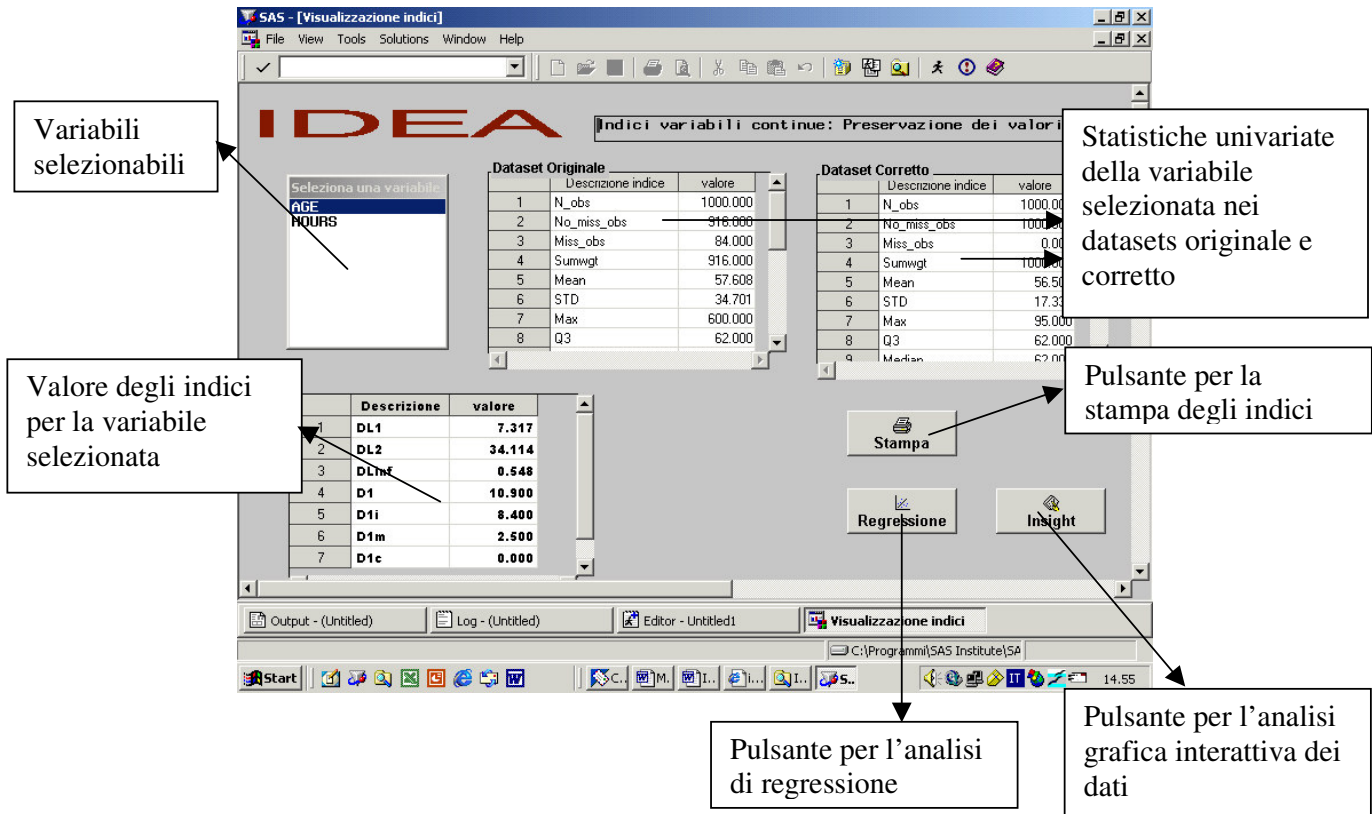 SAS - [Visualizzazione indici]
File View Tools Solutions Window Help
IDEA
Indici variabili continue: Preservazione dei valori
Variabili
selezionabili
Seleziona una variabile
AGE
HOURS
Dataset Originale
Descrizione indice valore
1 N_obs 1000.000
2 No_miss_obs 916.000
3 Miss_obs 84.000
4 Sumwgt 916.000
5 Mean 57.608
6 STD 34.701
7 Max 600.000
8 Q3 62.000
Dataset Corretto
Descrizione indice valore
1 N_obs 1000.00
2 No_miss_obs
3 Miss_obs 0.00
4 Sumwgt
5 Mean 56.50
6 STD 17.33
7 Max 95.000
8 Q3 62.000
9 Median 62.00
Statistiche univariate
della variabile
selezionata nei
datasets originale e
corretto
Valore degli indici
per la variabile
selezionata
Descrizione valore
1 DL1 7.317
2 DL2 34.114
3 DLinf 0.548
4 D1 10.900
5 D1i 8.400
6 D1m 2.500
7 D1c 0.000
Pulsante per la
stampa degli indici
Stampa
Regressione
Insight
Output - (Untitled) Log - (Untitled) Editor - Untitled1 Visualizzazione indici
C:\Programmi\SAS Institute\SA
Start C.. M. I.. i... I.. S.. IT 14.55
Pulsante per l’analisi
di regressione
Pulsante per l’analisi
grafica interattiva dei
dati